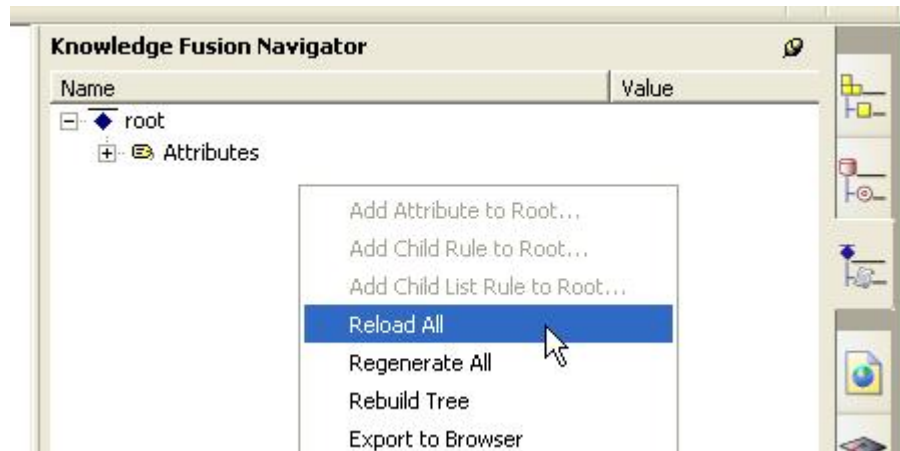 Knowledge Fusion Navigator
Name Value
root
Attributes
Add Attribute to Root...
Add Child Rule to Root...
Add Child List Rule to Root...
Reload All
Regenerate All
Rebuild Tree
Export to Browser